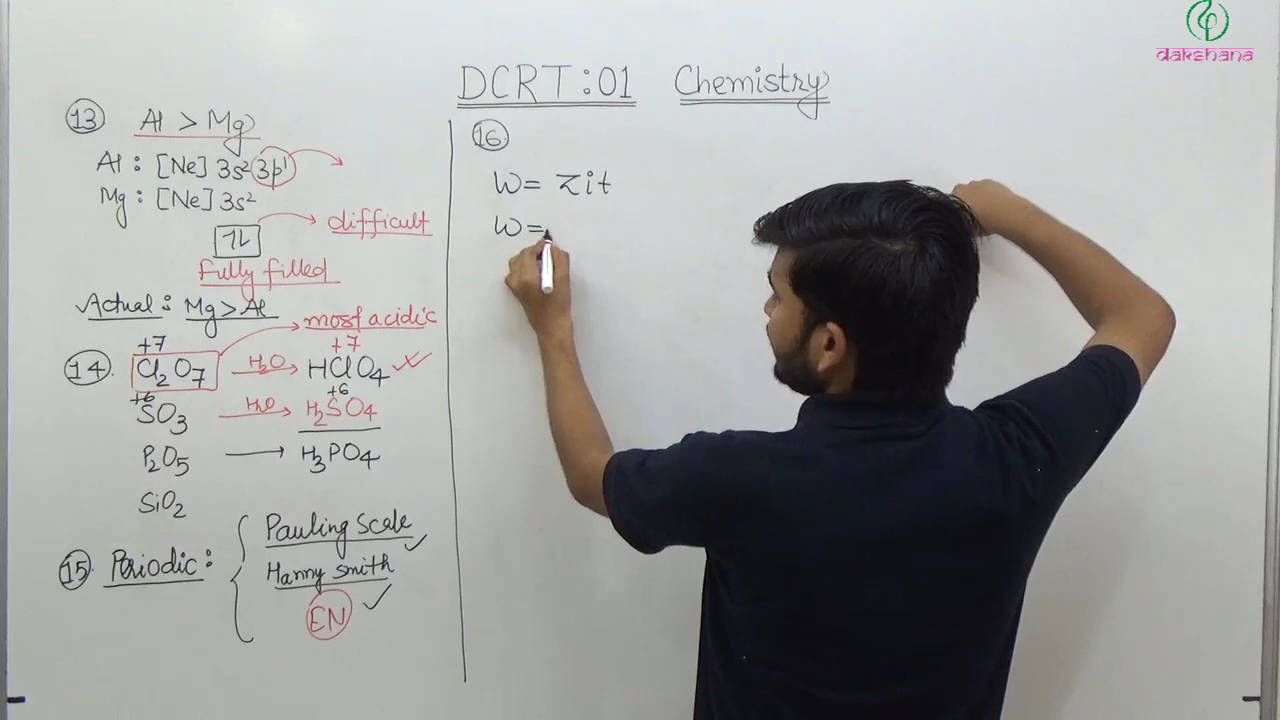 dakshana
DCRT:01 Chemistry
13 Al > Mg
Al : [Ne] 3s² 3p¹
Mg : [Ne] 3s²
difficult
1L
Fully filled
Actual : Mg > Al
most acidic
14. +7 +7
Cl₂O₇ H₂O HClO₄
+6 +6
SO₃ H₂O H₂SO₄
P₂O₅ → H₃PO₄
SiO₂
15. Periodic : Pauling Scale
Hanny smith
EN
16.
W = Zit
W =